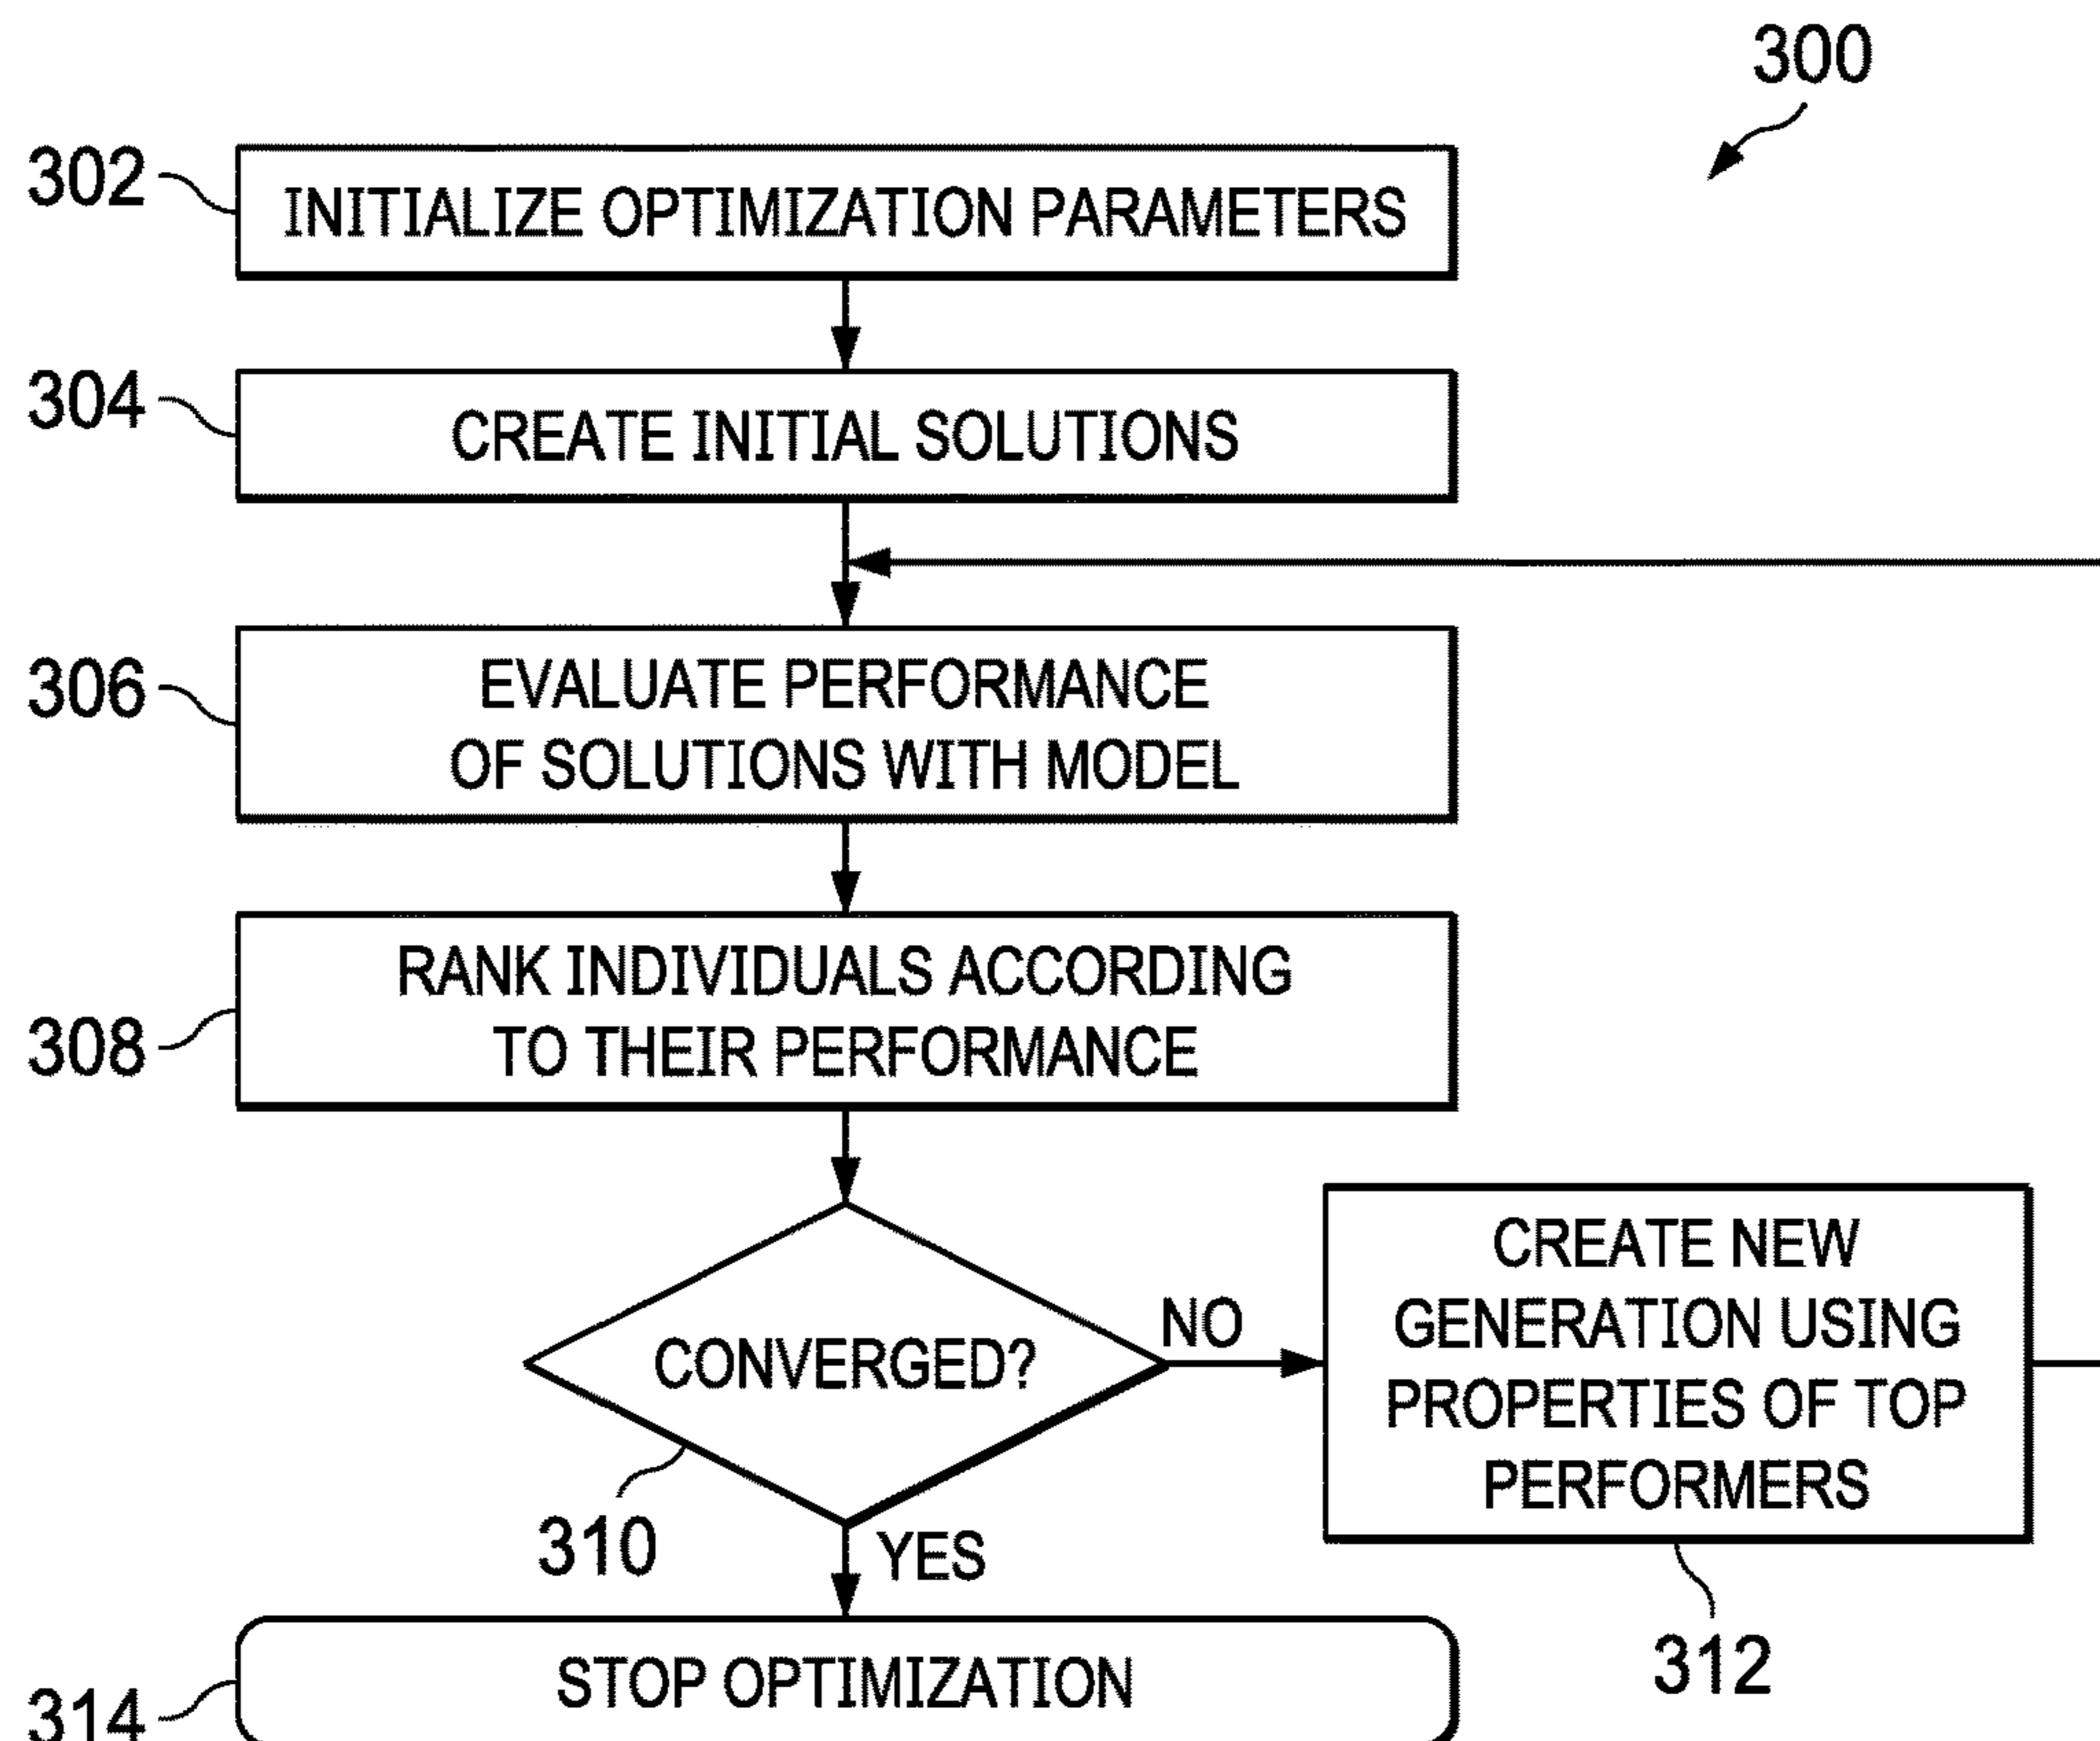 300
302
INITIALIZE OPTIMIZATION PARAMETERS
304
CREATE INITIAL SOLUTIONS
306
EVALUATE PERFORMANCE
OF SOLUTIONS WITH MODEL
308
RANK INDIVIDUALS ACCORDING
TO THEIR PERFORMANCE
CONVERGED?
310
NO
CREATE NEW
GENERATION USING
PROPERTIES OF TOP
PERFORMERS
312
YES
314
STOP OPTIMIZATION